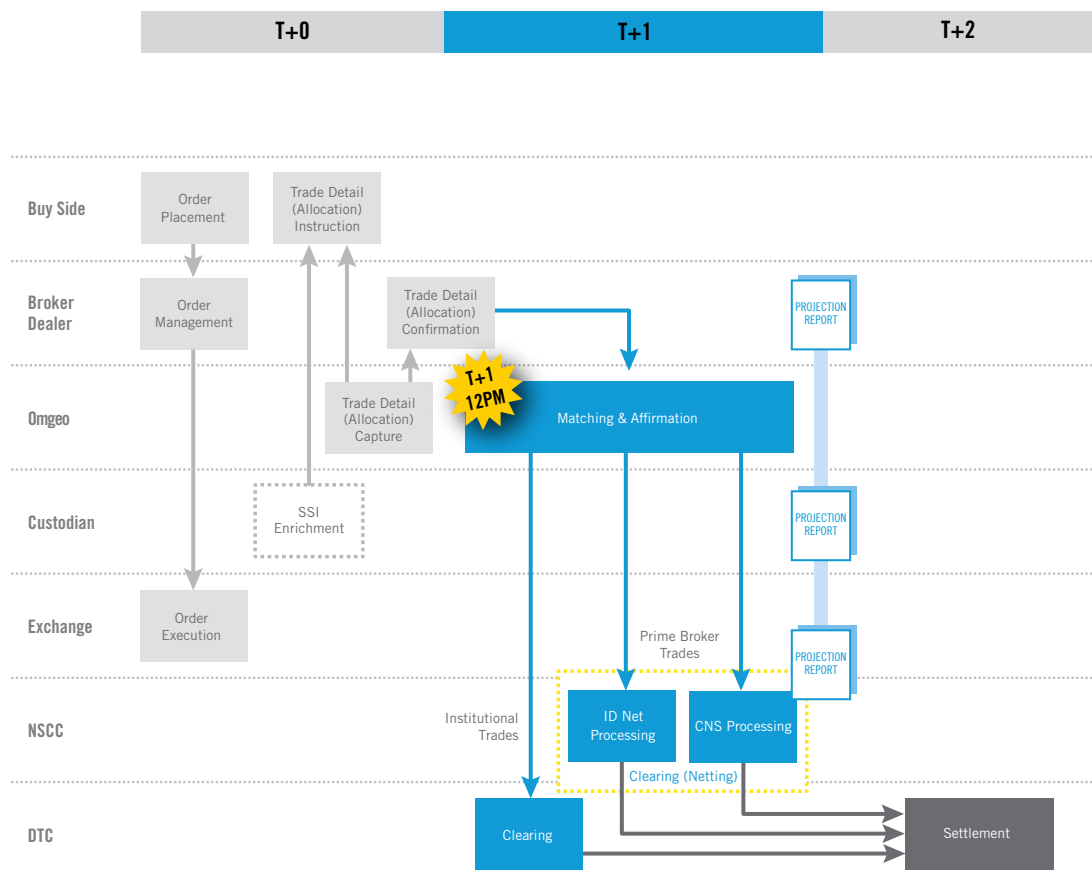 T+0
T+1
T+2
Buy Side
Order
Placement
Trade Detail
(Allocation)
Instruction
Broker
Dealer
Order
Management
Trade Detail
(Allocation)
Confirmation
PROJECTION
REPORT
Omgeo
Trade Detail
(Allocation)
Capture
T+1
12PM
Matching & Affirmation
Custodian
SSI
Enrichment
PROJECTION
REPORT
Exchange
Order
Execution
Prime Broker
Trades
PROJECTION
REPORT
NSCC
Institutional
Trades
ID Net
Processing
CNS Processing
Clearing (Netting)
DTC
Clearing
Settlement